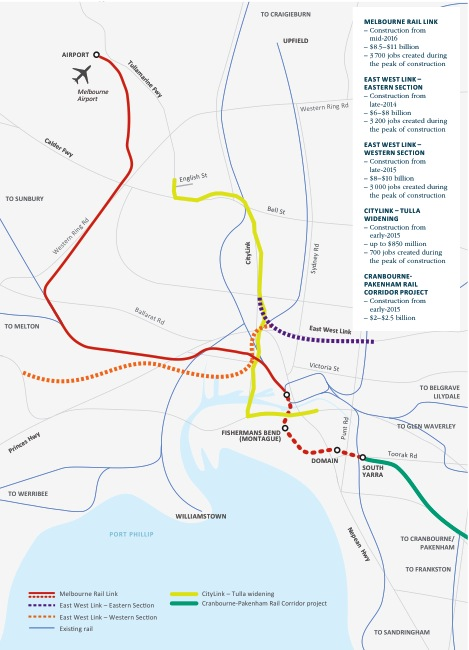 TO CRAIGIEBURN
UPFIELD
AIRPORT
Melbourne
Airport
Tullamarine Fwy
Western Ring Rd
Calder Fwy
English St
TO SUNBURY
Bell St
Western Ring Rd
CityLink
Sydney Rd
TO MELTON
Ballarat Rd
East West Link
Victoria St
TO BELGRAVE
LILYDALE
Princes Hwy
FISHERMANS BEND
(MONTAGUE)
Punt Rd
TO GLEN WAVERLEY
DOMAIN
SOUTH
YARRA
Toorak Rd
TO WERRIBEE
WILLIAMSTOWN
PORT PHILLIP
Nepean Hwy
TO CRANBOURNE/
PAKENHAM
TO FRANKSTON
TO SANDRINGHAM
MELBOURNE RAIL LINK
– Construction from
mid-2016
– $8.5–$11 billion
– 3 700 jobs created during
the peak of construction
EAST WEST LINK –
EASTERN SECTION
– Construction from
late-2014
– $6–$8 billion
– 3 200 jobs created during
the peak of construction
EAST WEST LINK –
WESTERN SECTION
– Construction from
late-2015
– $8–$10 billion
– 3 000 jobs created during
the peak of construction
CITYLINK – TULLA
WIDENING
– Construction from
early-2015
– up to $850 million
– 700 jobs created during
the peak of construction
CRANBOURNE-
PAKENHAM RAIL
CORRIDOR PROJECT
– Construction from
early-2015
– $2–$2.5 billion
Melbourne Rail Link
East West Link – Eastern Section
East West Link – Western Section
Existing rail
CityLink – Tulla widening
Cranbourne-Pakenham Rail Corridor project